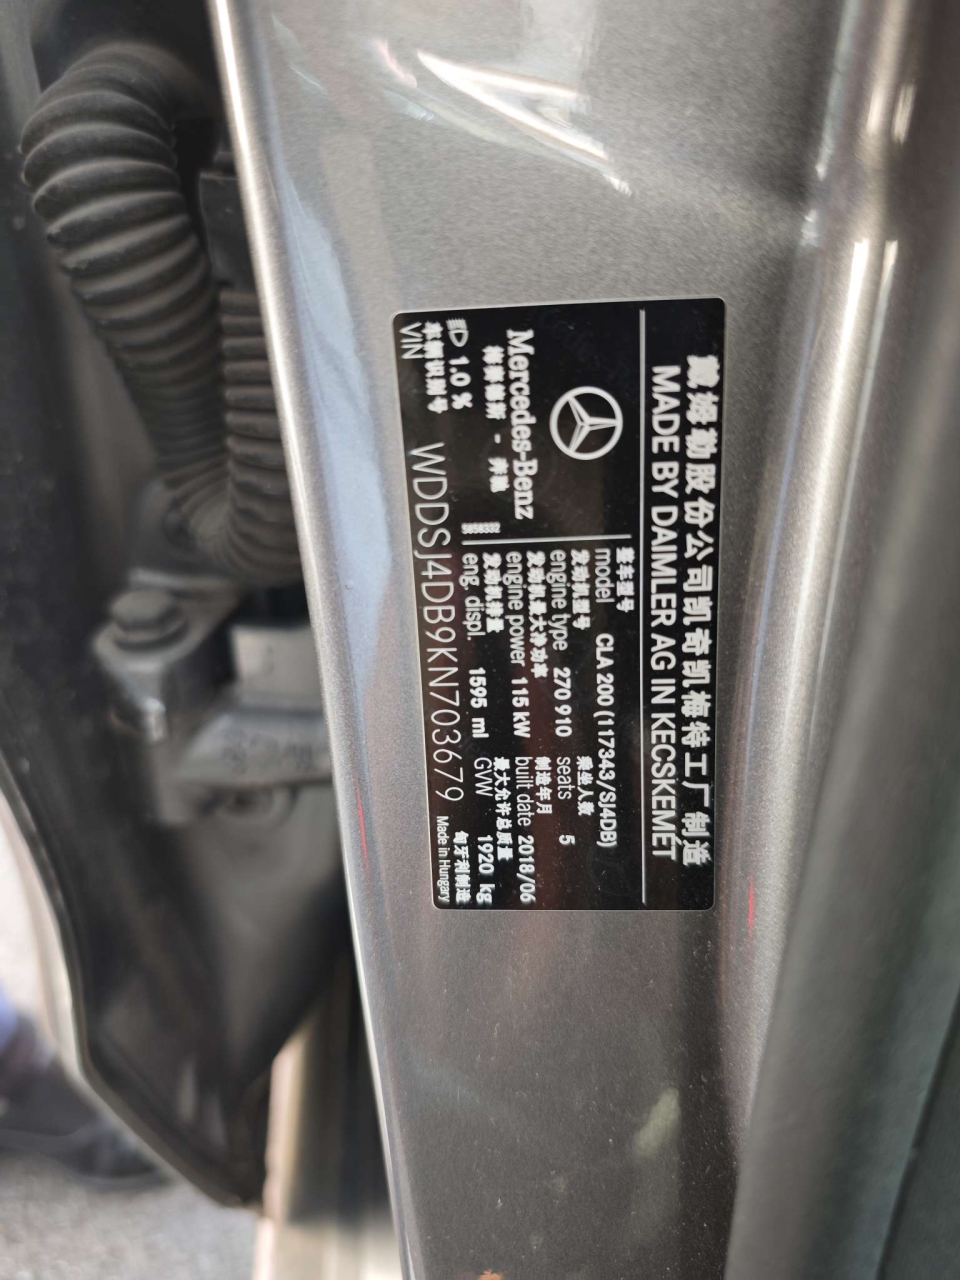 戴姆勒股份公司凯奇凯梅特工厂制造
MADE BY DAIMLER AG IN KECSKEMÉT
Mercedes-Benz
梅赛德斯 - 奔驰
5858332
1.0 %
整车型号
model CLA 200 (117343/SJ4DB)
发动机型号 乘坐人数
engine type 270 910 seats 5
发动机最大净功率 制造年月
engine power 115 kW built date 2018/06
发动机排量 最大允许总质量
eng. displ. 1595 ml GVW 1920 kg
车辆识别号 匈牙利制造
VIN WDDSJ4DB9KN703679 Made in Hungary